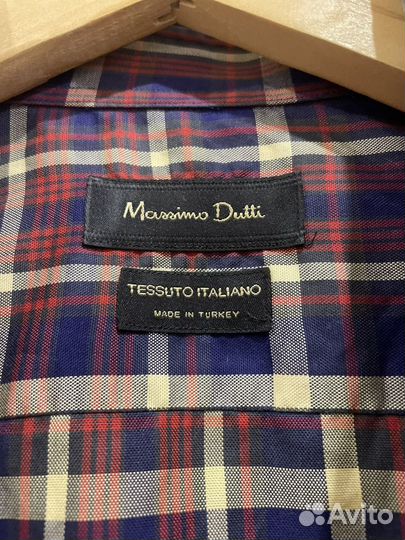 Massimo Dutti
TESSUTO ITALIANO
MADE IN TURKEY
Avito